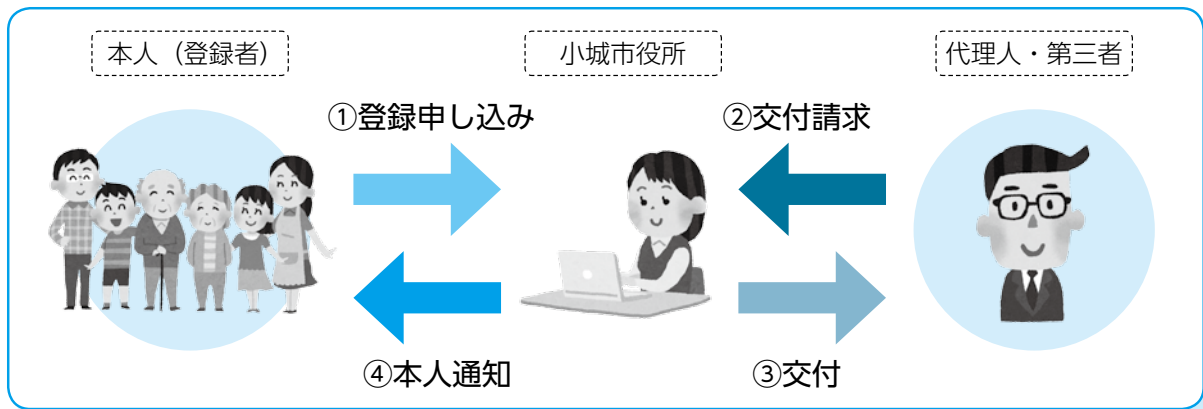 本人（登録者）
小城市役所
代理人・第三者
①登録申し込み
②交付請求
④本人通知
③交付